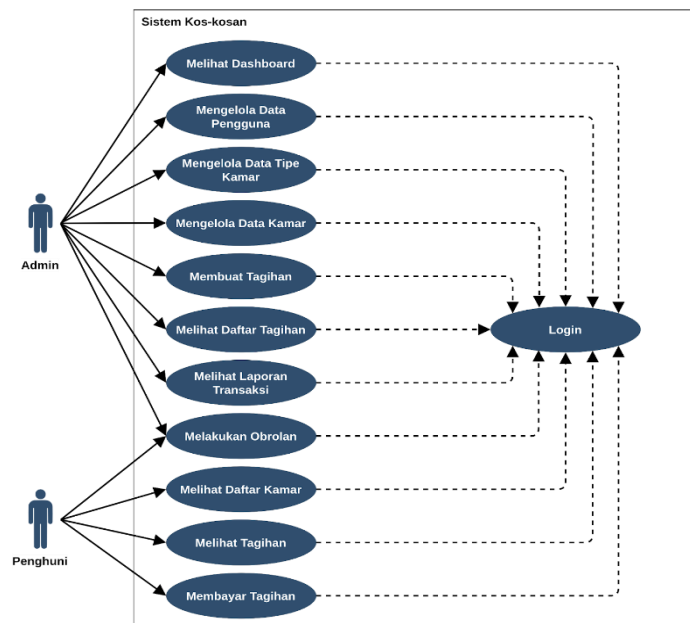 Sistem Kos-kosan
Melihat Dashboard
Mengelola Data
Pengguna
Mengelola Data Tipe
Kamar
Admin
Mengelola Data Kamar
Membuat Tagihan
Melihat Daftar Tagihan
Login
Melihat Laporan
Transaksi
Melakukan Obrolan
Melihat Daftar Kamar
Penghuni
Melihat Tagihan
Membayar Tagihan